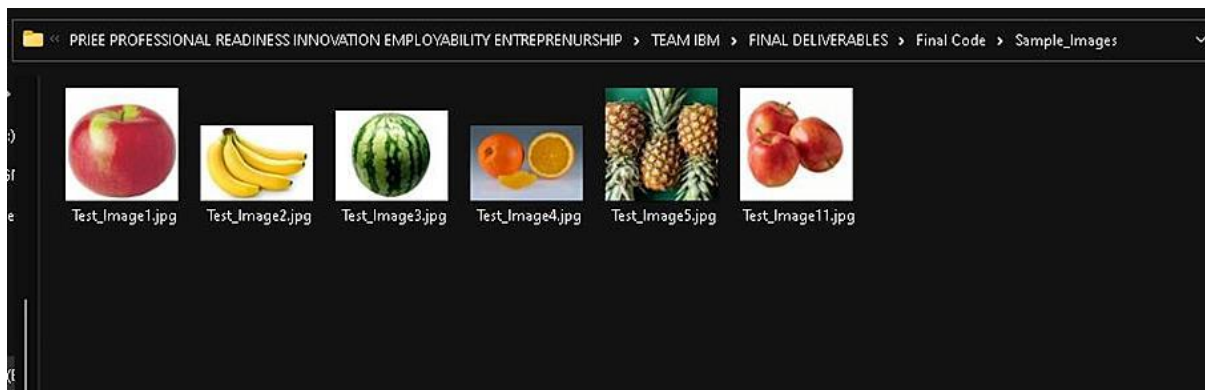 « PRIEE PROFESSIONAL READINESS INNOVATION EMPLOYABILITY ENTREPRENURSHIP › TEAM IBM › FINAL DELIVERABLES › Final Code › Sample_Images
Test_Image1.jpg Test_Image2.jpg Test_Image3.jpg Test_Image4.jpg Test_Image5.jpg Test_Image11.jpg